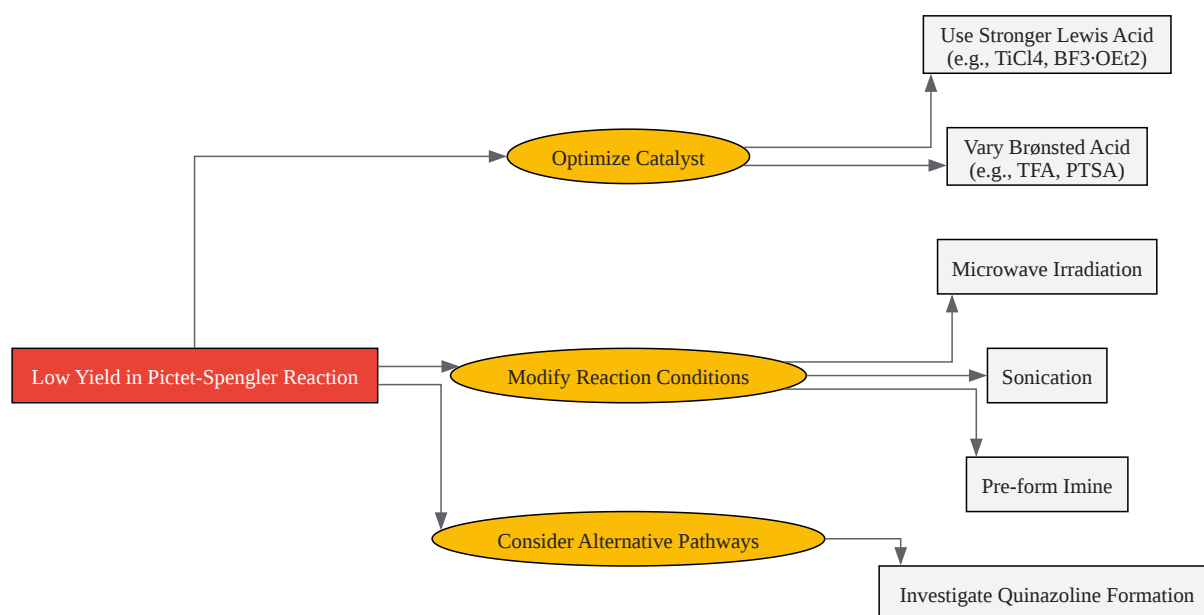 Use Stronger Lewis Acid
(e.g., TiCl4, BF3·OEt2)
Optimize Catalyst
Vary Brønsted Acid
(e.g., TFA, PTSA)
Microwave Irradiation
Low Yield in Pictet-Spengler Reaction
Modify Reaction Conditions
Sonication
Pre-form Imine
Consider Alternative Pathways
Investigate Quinazoline Formation